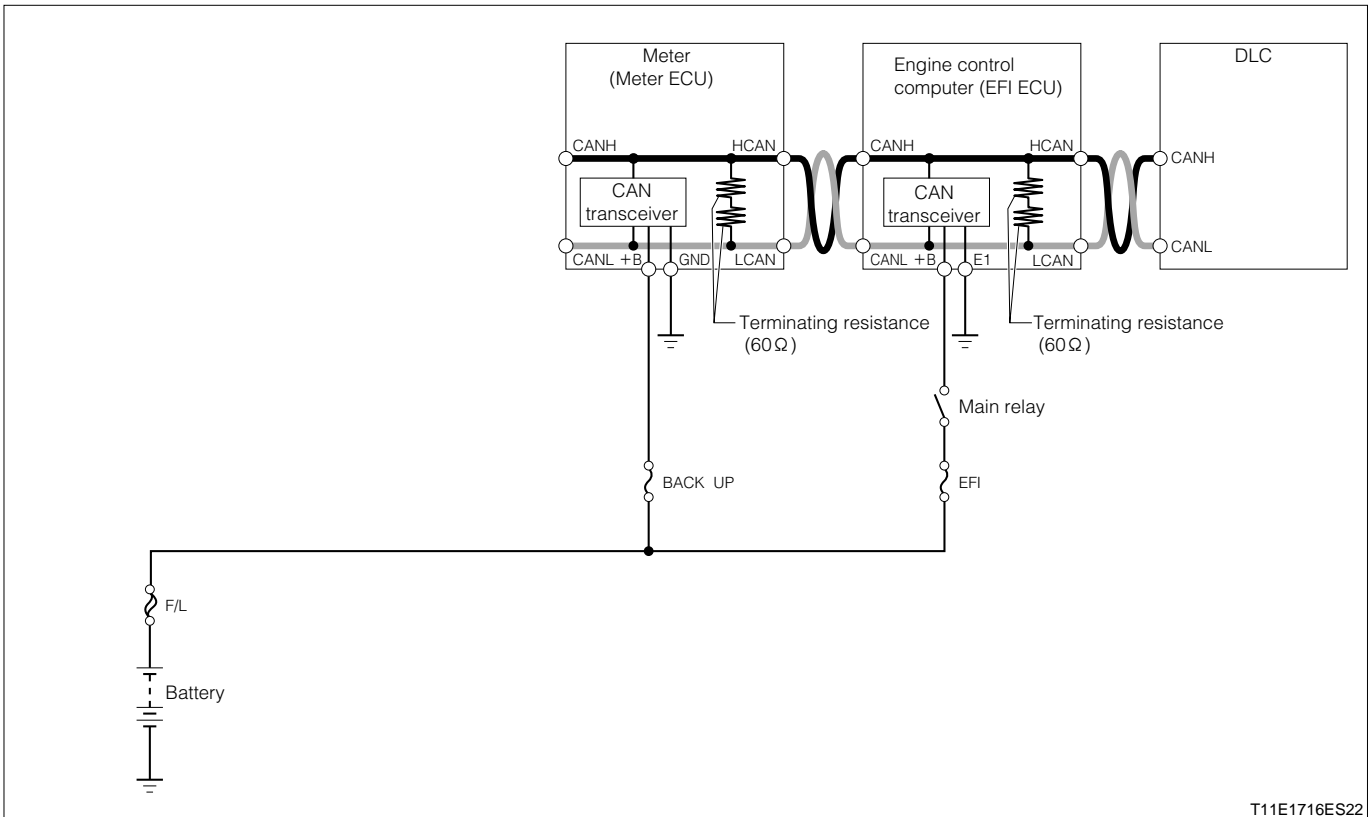 Meter
(Meter ECU)
CANH
HCAN
CAN
transceiver
CANL
+B
GND
LCAN
Terminating resistance
(60Ω)
Engine control
computer (EFI ECU)
CANH
HCAN
CAN
transceiver
CANL
+B
E1
LCAN
Terminating resistance
(60Ω)
DLC
CANH
CANL
Main relay
BACK UP
EFI
F/L
Battery
T11E1716ES22